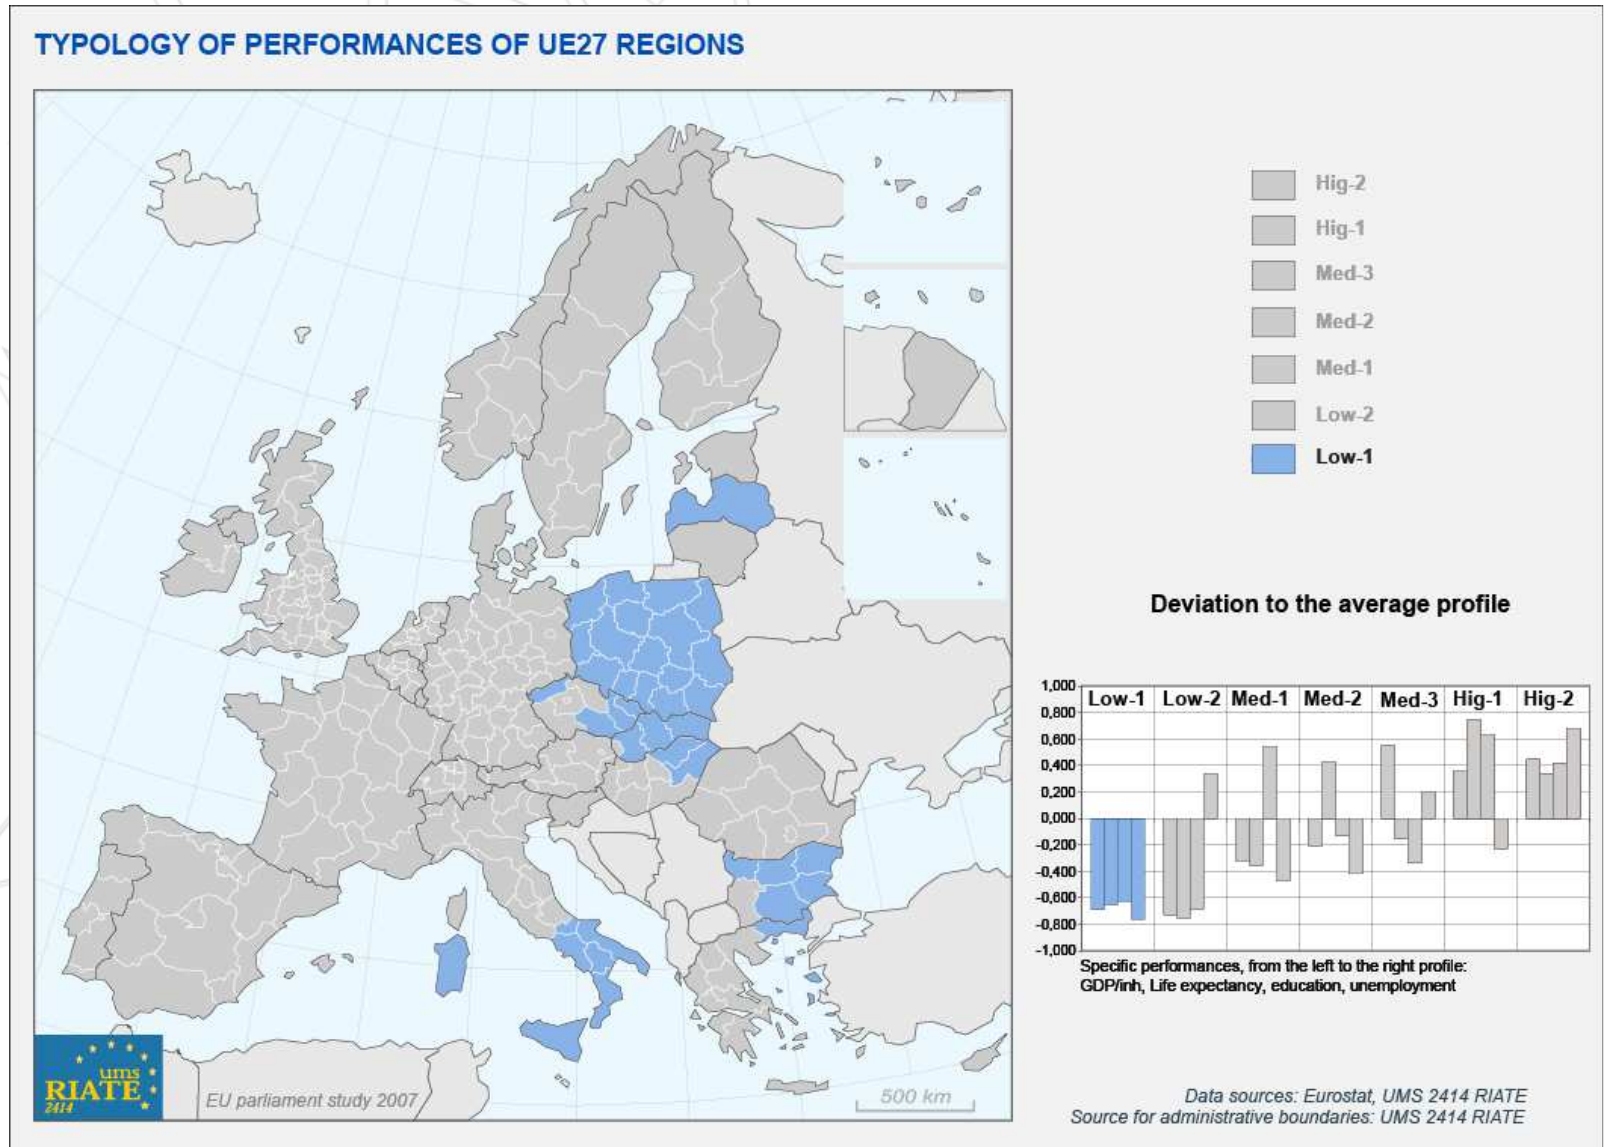 TYPOLOGY OF PERFORMANCES OF UE27 REGIONS
Hig-2
Hig-1
Med-3
Med-2
Med-1
Low-2
Low-1
Deviation to the average profile
1,000
0,800
0,600
0,400
0,200
0,000
-0,200
-0,400
-0,600
-0,800
-1,000
Low-1 Low-2 Med-1 Med-2 Med-3 Hig-1 Hig-2
Specific performances, from the left to the right profile:
GDP/inh, Life expectancy, education, unemployment
ums
RIATE
2414
EU parliament study 2007
500 km
Data sources: Eurostat, UMS 2414 RIATE
Source for administrative boundaries: UMS 2414 RIATE